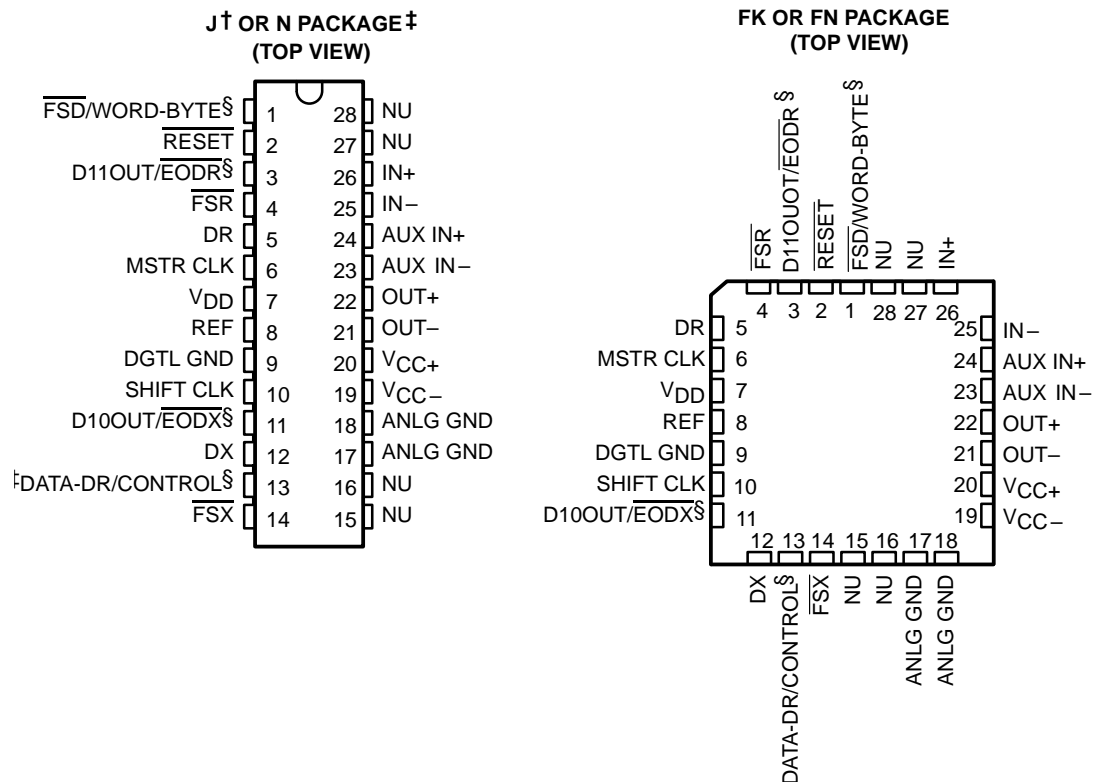 J† OR N PACKAGE‡
(TOP VIEW)
FSD/WORD-BYTE§ 1
RESET 2
D11OUT/EODR§ 3
FSR 4
DR 5
MSTR CLK 6
VDD 7
REF 8
DGTL GND 9
SHIFT CLK 10
D10OUT/EODX§ 11
DX 12
‡DATA-DR/CONTROL§ 13
FSX 14
28 NU
27 NU
26 IN+
25 IN−
24 AUX IN+
23 AUX IN−
22 OUT+
21 OUT−
20 VCC+
19 VCC−
18 ANLG GND
17 ANLG GND
16 NU
15 NU
FK OR FN PACKAGE
(TOP VIEW)
FSR
D11OUOT/EODR§
RESET
FSD/WORD-BYTE§
NU
NU
IN+
4 3 2 1 28 27 26
DR 5
MSTR CLK 6
VDD 7
REF 8
DGTL GND 9
SHIFT CLK 10
D10OUT/EODX§ 11
25 IN−
24 AUX IN+
23 AUX IN−
22 OUT+
21 OUT−
20 VCC+
19 VCC−
12 13 14 15 16 17 18
DX
DATA-DR/CONTROL§
FSX
NU
NU
ANLG GND
ANLG GND